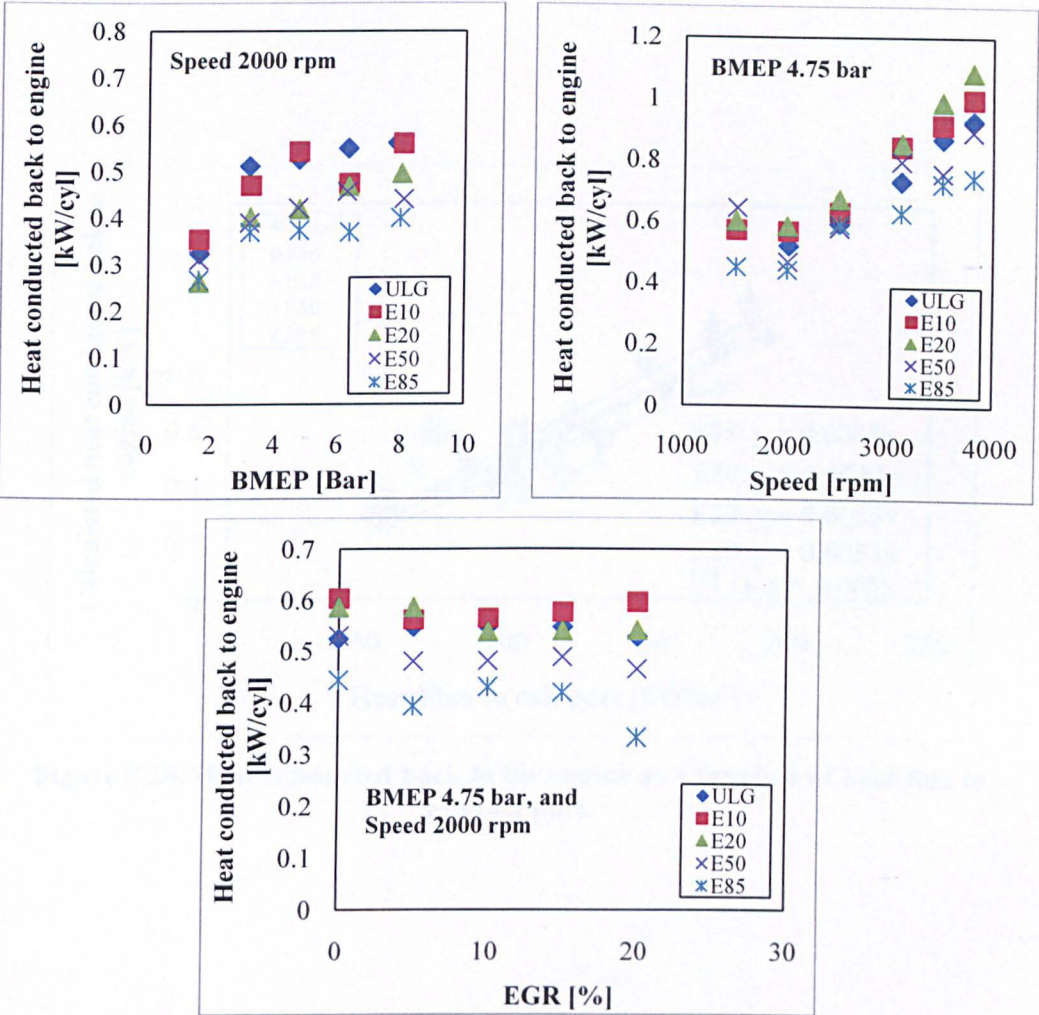 Heat conducted back to engine
[kW/cyl]
0.8
0.7
0.6
0.5
0.4
0.3
0.2
0.1
0
Speed 2000 rpm
ULG
E10
E20
E50
E85
0 2 4 6 8 10
BMEP [Bar]
Heat conducted back to engine
[kW/cyl]
1.2
1
0.8
0.6
0.4
0.2
0
BMEP 4.75 bar
ULG
E10
E20
E50
E85
1000 2000 3000 4000
Speed [rpm]
Heat conducted back to engine
[kW/cyl]
0.7
0.6
0.5
0.4
0.3
0.2
0.1
0
BMEP 4.75 bar, and
Speed 2000 rpm
ULG
E10
E20
E50
E85
0 10 20 30
EGR [%]